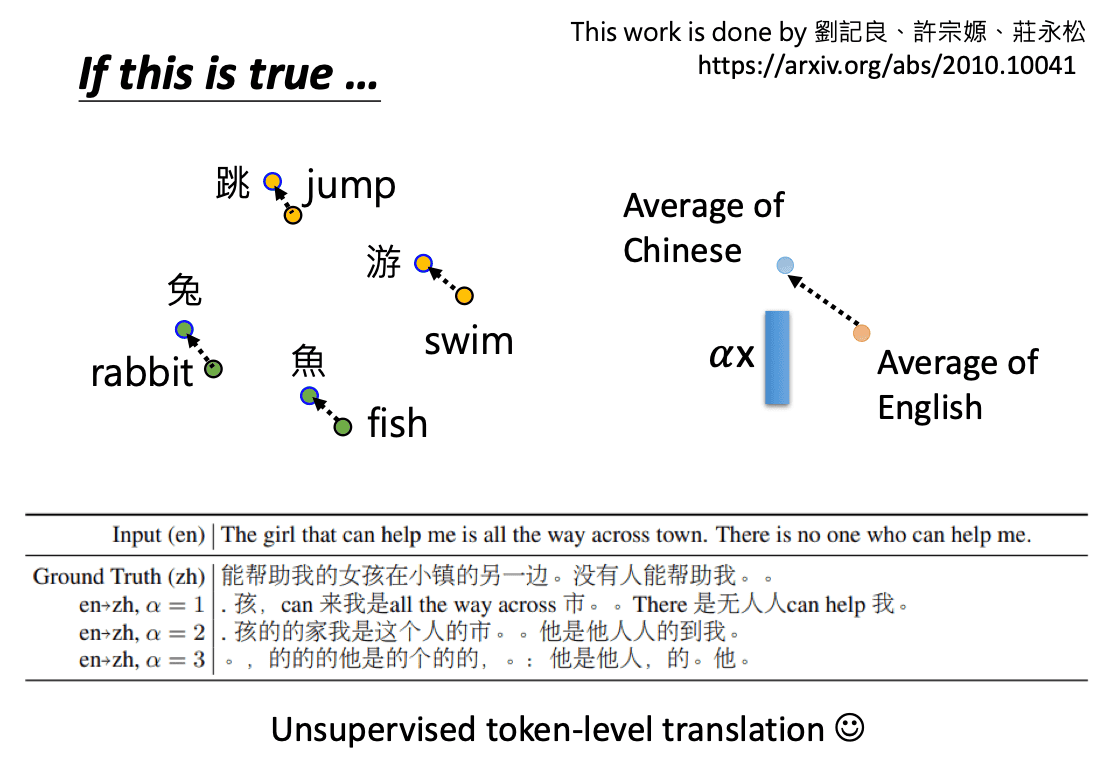 This work is done by 劉記良、許宗嫄、莊永松
https://arxiv.org/abs/2010.10041
If this is true …
跳 jump
游
swim
兔
rabbit
魚
fish
Average of
Chinese
αx
Average of
English
Input (en) The girl that can help me is all the way across town. There is no one who can help me.
Ground Truth (zh) 能帮助我的女孩在小镇的另一边。没有人能帮助我。。
en→zh, α = 1 . 孩，can 来我是all the way across 市。。There 是无人人can help 我。
en→zh, α = 2 . 孩的的家我是这个人的市。。他是他人人的到我。
en→zh, α = 3 。，的的的他是的个的的，。：他是他人，的。他。
Unsupervised token-level translation ☺